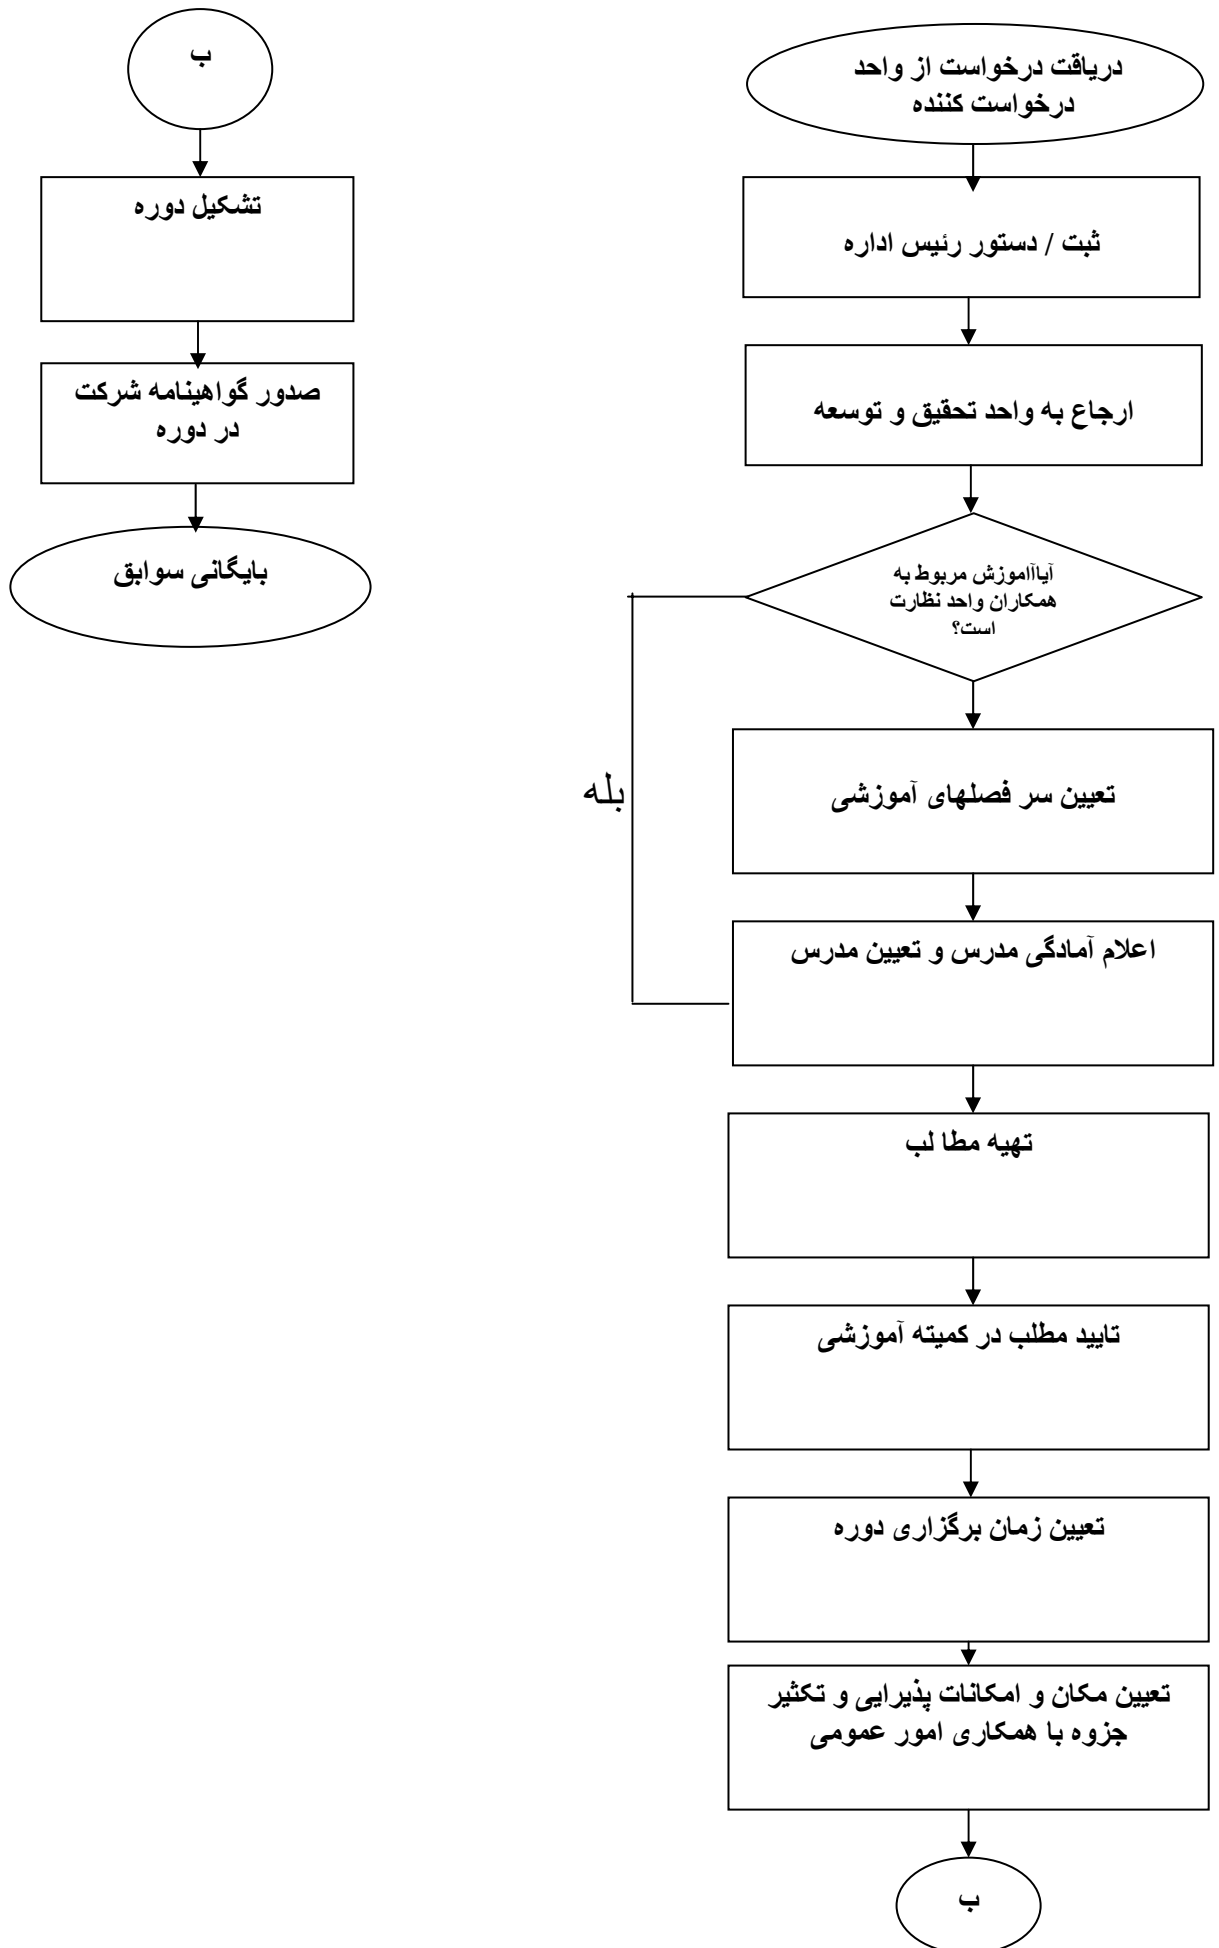 دریاقت درخواست از واحد
درخواست کننده
ثبت / دستور رئیس اداره
ارجاع به واحد تحقیق و توسعه
آیاآاموزش مربوط به
همکاران واحد نظارت
است؟
بله
تعیین سر فصلهای آموزشی
اعلام آمادگی مدرس و تعیین مدرس
تهیه مطا لب
تایید مطلب در کمیته آموزشی
تعیین زمان برگزاری دوره
تعیین مکان و امکانات پذیرایی و تکثیر
جزوه با همکاری امور عمومی
ب
ب
تشکیل دوره
صدور گواهینامه شرکت
در دوره
بایگانی سوابق